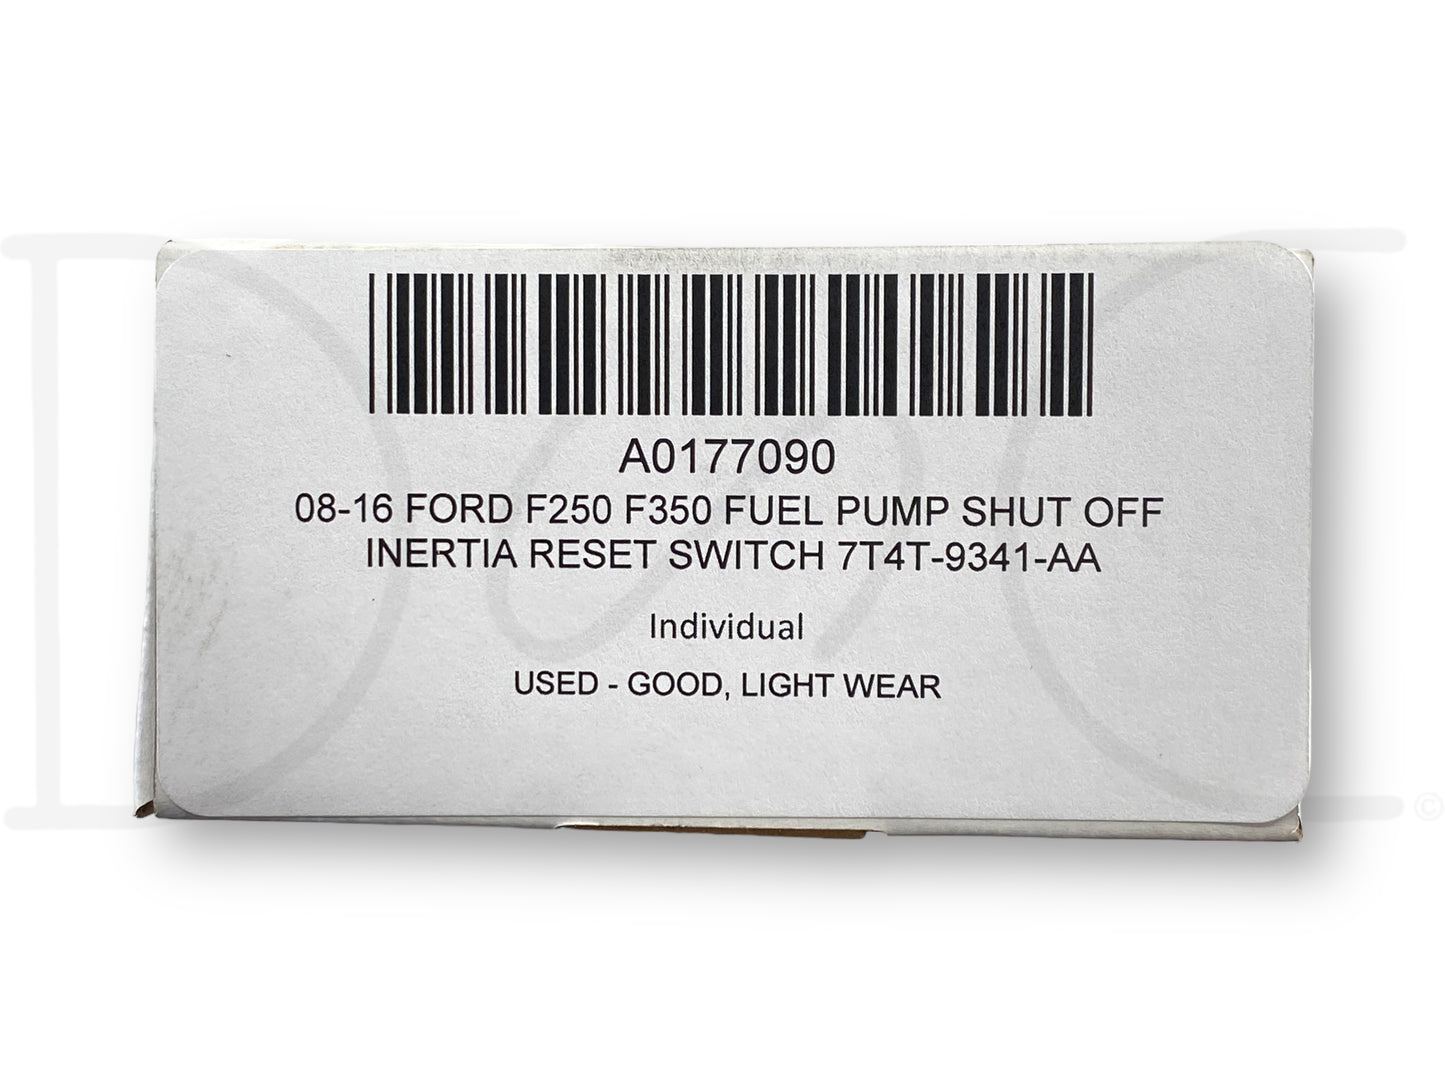 A0177090
08-16 FORD F250 F350 FUEL PUMP SHUT OFF
INERTIA RESET SWITCH 7T4T-9341-AA
Individual
USED - GOOD, LIGHT WEAR
©